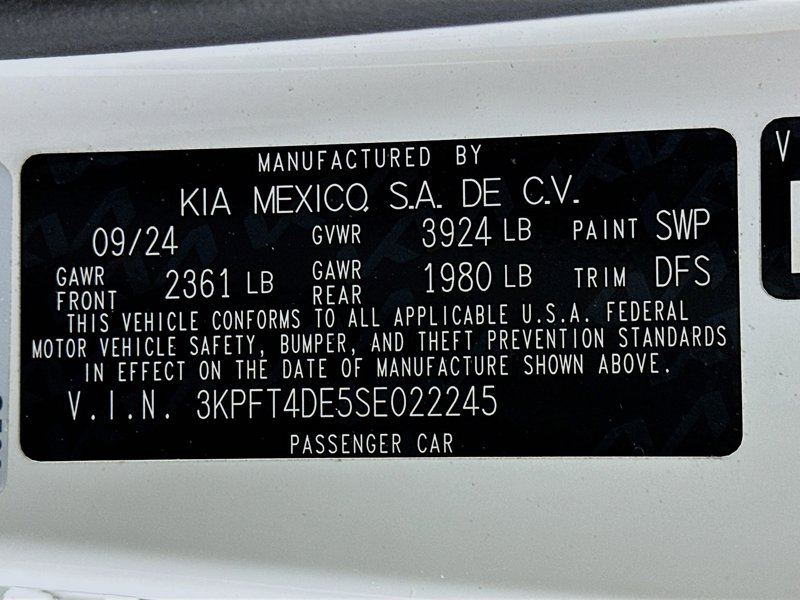 MANUFACTURED BY
KIA MEXICO, S.A. DE C.V.
09/24 GVWR 3924 LB PAINT SWP
GAWR FRONT 2361 LB GAWR REAR 1980 LB TRIM DFS
THIS VEHICLE CONFORMS TO ALL APPLICABLE U.S.A. FEDERAL
MOTOR VEHICLE SAFETY, BUMPER, AND THEFT PREVENTION STANDARDS
IN EFFECT ON THE DATE OF MANUFACTURE SHOWN ABOVE.
V.I.N. 3KPFT4DE5SE022245
PASSENGER CAR
V